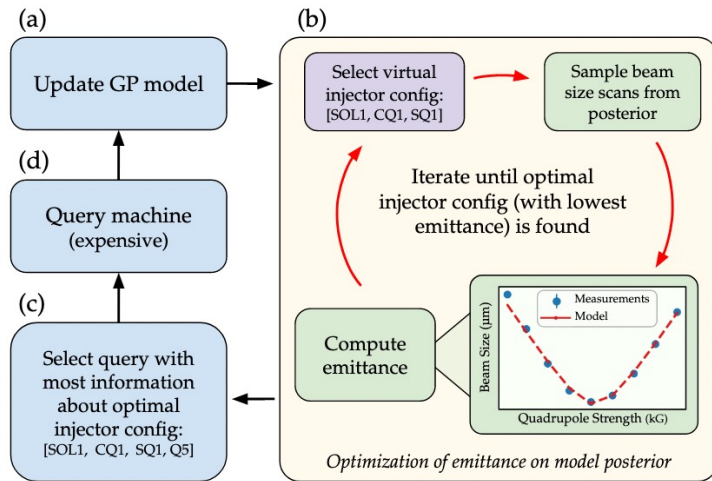 (a)
Update GP model
(d)
Query machine
(expensive)
(c)
Select query with
most information
about optimal
injector config:
[SOL1, CQ1, SQ1, Q5]
(b)
Select virtual
injector config:
[SOL1, CQ1, SQ1]
Sample beam
size scans from
posterior
Iterate until optimal
injector config (with lowest
emittance) is found
Compute
emittance
Beam Size (μm)
Measurements
Model
Quadrupole Strength (kG)
Optimization of emittance on model posterior